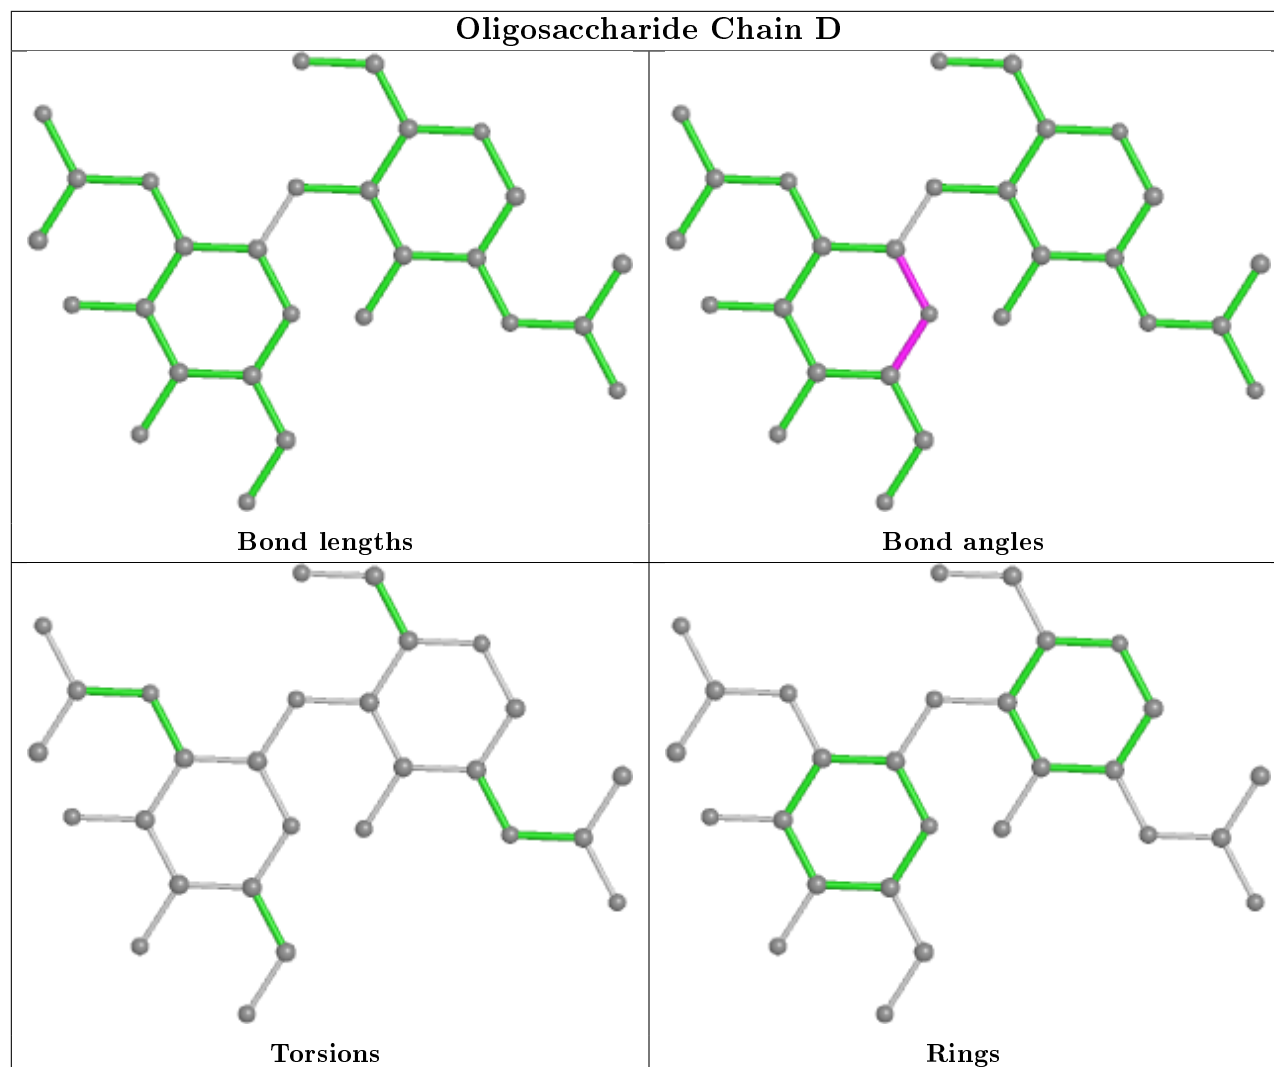 Oligosaccharide Chain D
Bond lengths
Bond angles
Torsions
Rings